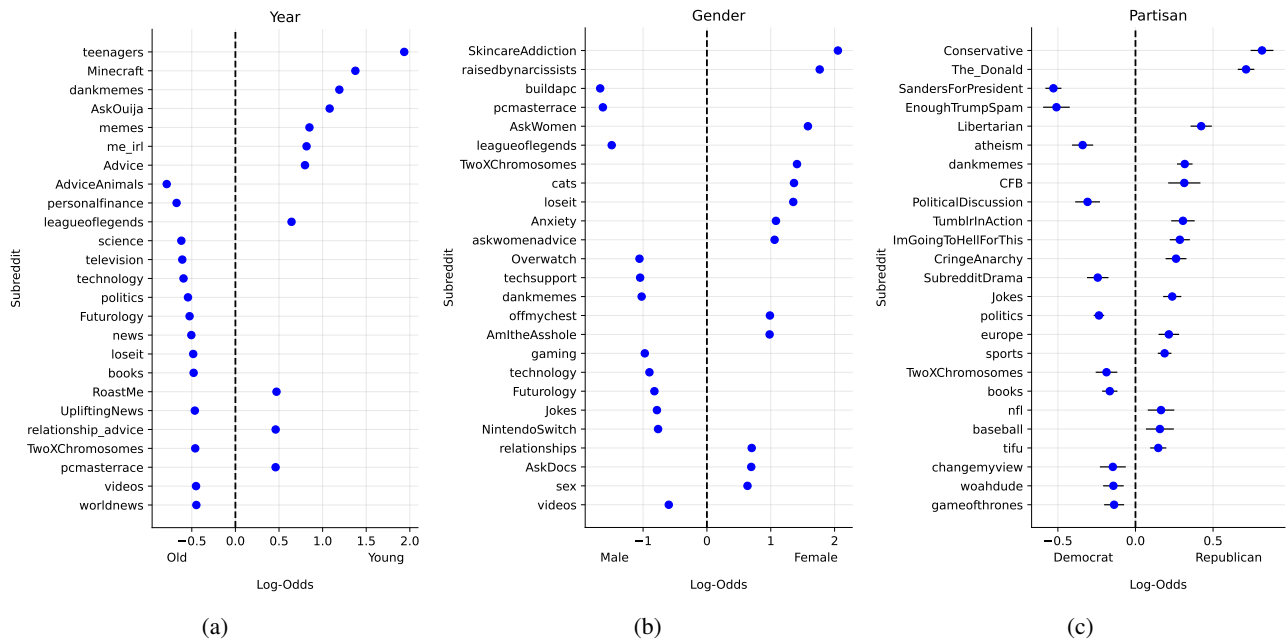 Year
Subreddit
teenagers
Minecraft
dankmemes
AskOuija
memes
me_irl
Advice
AdviceAnimals
personalfinance
leagueoflegends
science
television
technology
politics
Futurology
news
loseit
books
RoastMe
UpliftingNews
relationship_advice
TwoXChromosomes
pcmasterrace
videos
worldnews
−0.5 0.0 0.5 1.0 1.5 2.0
Old Young
Log-Odds
(a)
Gender
Subreddit
SkincareAddiction
raisedbynarcissists
buildapc
pcmasterrace
AskWomen
leagueoflegends
TwoXChromosomes
cats
loseit
Anxiety
askwomenadvice
Overwatch
techsupport
dankmemes
offmychest
AmItheAsshole
gaming
technology
Futurology
Jokes
NintendoSwitch
relationships
AskDocs
sex
videos
−1 0 1 2
Male Female
Log-Odds
(b)
Partisan
Subreddit
Conservative
The_Donald
SandersForPresident
EnoughTrumpSpam
Libertarian
atheism
dankmemes
CFB
PoliticalDiscussion
TumblrInAction
ImGoingToHellForThis
CringeAnarchy
SubredditDrama
Jokes
politics
europe
sports
TwoXChromosomes
books
nfl
baseball
tifu
changemyview
woahdude
gameofthrones
−0.5 0.0 0.5
Democrat Republican
Log-Odds
(c)